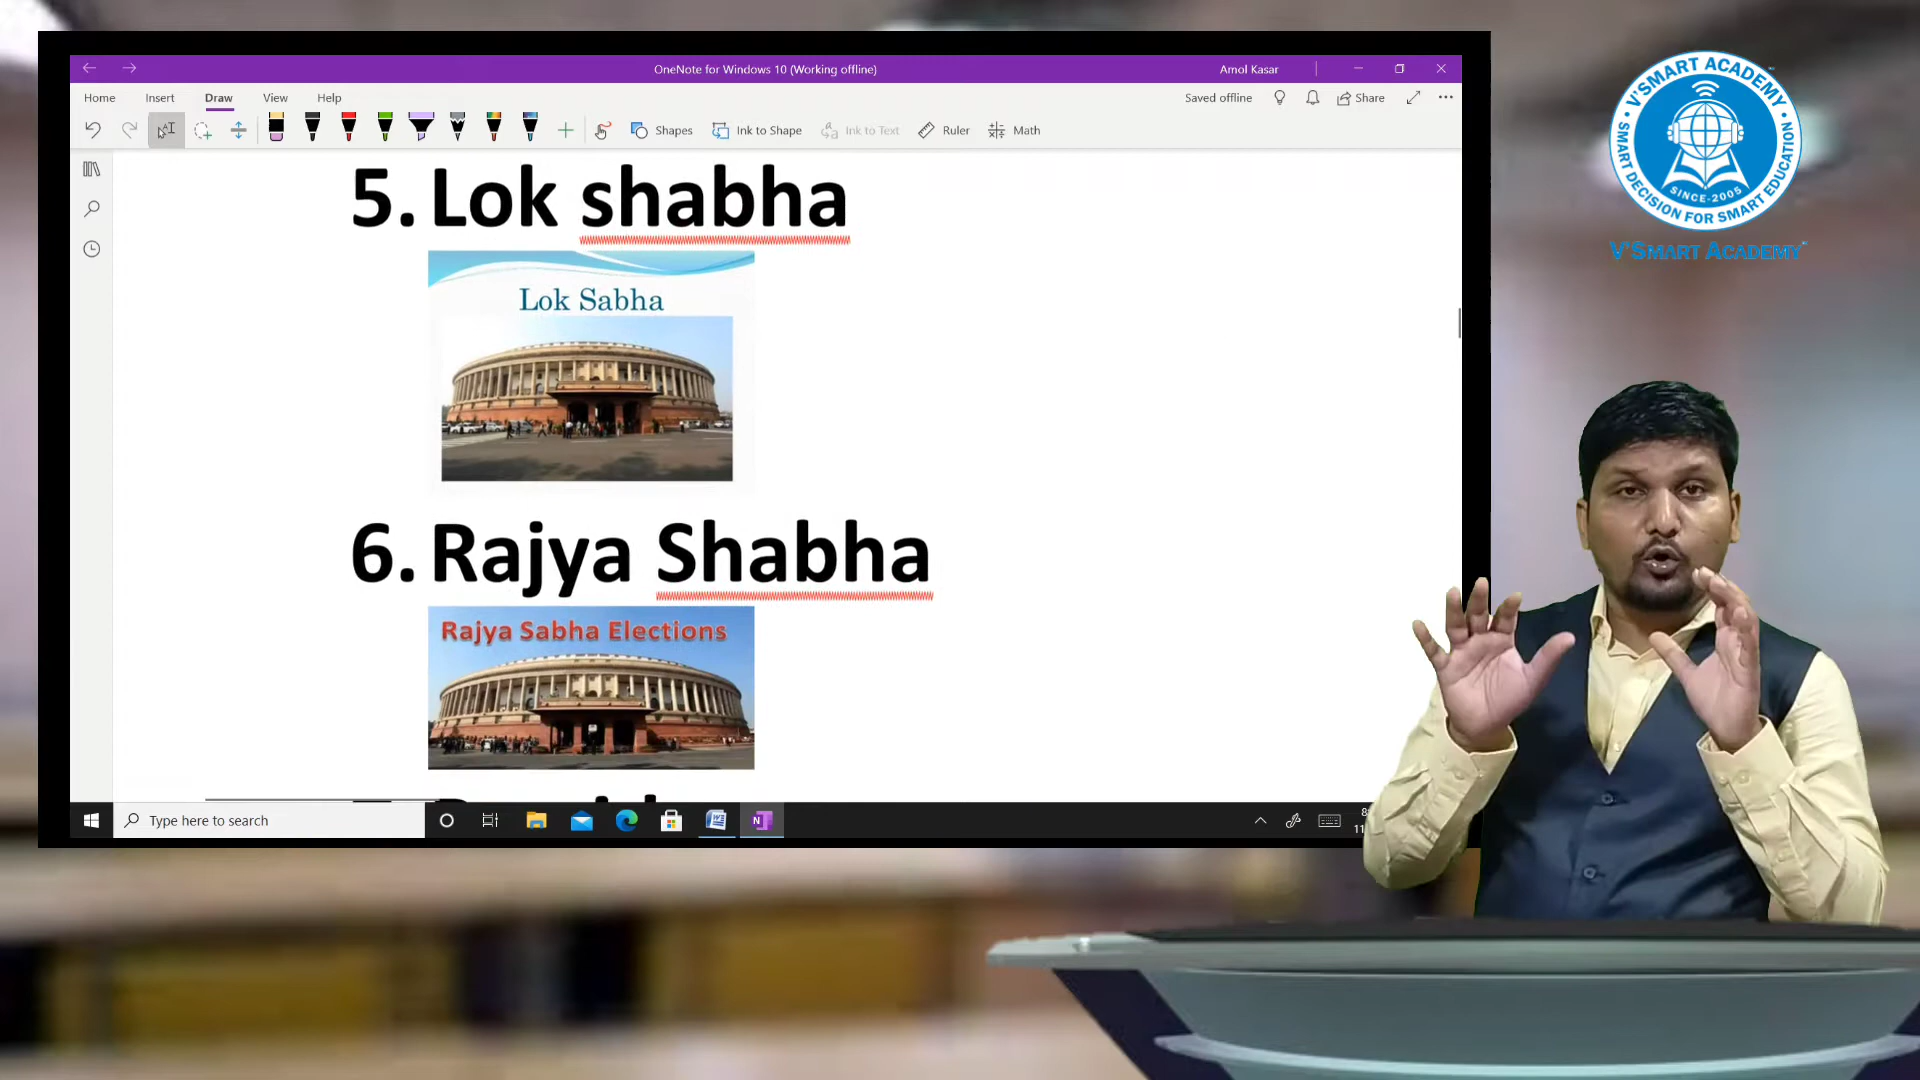 OneNote for Windows 10 (Working offline)
Amol Kasar
Home Insert Draw View Help
Saved offline
Share
Shapes
Ink to Shape
Ink to Text
Ruler
Math
5. Lok shabha
Lok Sabha
6. Rajya Shabha
Rajya Sabha Elections
Type here to search
V'SMART ACADEMY
SMART DECISION FOR SMART EDUCATION
SINCE-2005
V'SMART ACADEMY